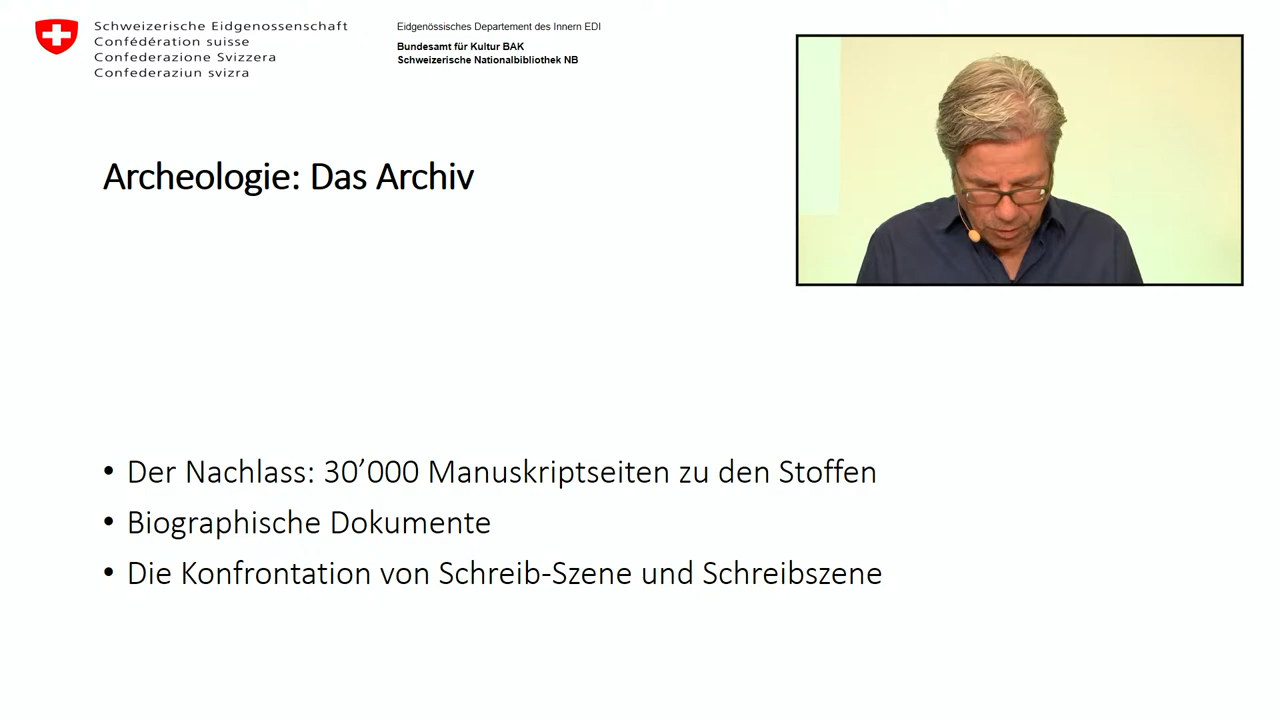 Schweizerische Eidgenossenschaft
Confédération suisse
Confederazione Svizzera
Confederaziun svizra
Eidgenössisches Departement des Innern EDI
Bundesamt für Kultur BAK
Schweizerische Nationalbibliothek NB
Archeologie: Das Archiv
• Der Nachlass: 30’000 Manuskriptseiten zu den Stoffen
• Biographische Dokumente
• Die Konfrontation von Schreib-Szene und Schreibszene